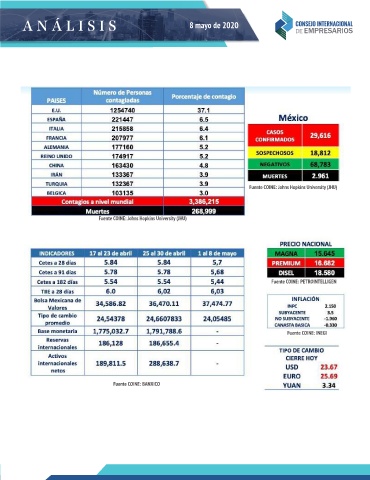 ANÁLISIS
8 mayo de 2020
CONSEJO INTERNACIONAL
DE EMPRESARIOS
PAISES Número de Personas contagiadas Porcentaje de contagio
E.U. 1254740 37.1
ESPAÑA 221447 6.5
ITALIA 215858 6.4
FRANCIA 207977 6.1
ALEMANIA 177160 5.2
REINO UNIDO 174917 5.2
CHINA 163430 4.8
IRÁN 133367 3.9
TURQUIA 132367 3.9
BELGICA 103135 3.0
Contagios a nivel mundial 3,386,215
Muertes 268,999
Fuente COINE: Johns Hopkins University (JHU)
México
CASOS CONFIRMADOS 29,616
SOSPECHOSOS 18,812
NEGATIVOS 68,783
MUERTES 2.961
Fuente COINE: Johns Hopkins University (JHU)
INDICADORES 17 al 23 de abril 25 al 30 de abril 1 al 8 de mayo
Cetes a 28 días 5.84 5.84 5,7
Cetes a 91 días 5.78 5.78 5,68
Cetes a 182 días 5.54 5.54 5,44
TIIE a 28 días 6.0 6,02 6,03
Bolsa Mexicana de Valores 34,586.82 36,470.11 37,474.77
Tipo de cambio promedio 24,54378 24,6607833 24,05485
Base monetaria 1,775,032.7 1,791,788.6 -
Reservas internacionales 186,128 186,655.4 -
Activos internacionales netos 189,811.5 288,638.7 -
Fuente COINE: BANXICO
PRECIO NACIONAL
MAGNA 15.645
PREMIUM 16.682
DISEL 18.580
Fuente COINE: PETROINTELLIGEN
INFLACIÓN
INPC 2.150
SUBYACENTE 3.5
NO SUBYACENTE -1.960
CANASTA BASICA -0.330
Fuente COINE: INEGI
TIPO DE CAMBIO
CIERRE HOY
USD 23.67
EURO 25.69
YUAN 3.34